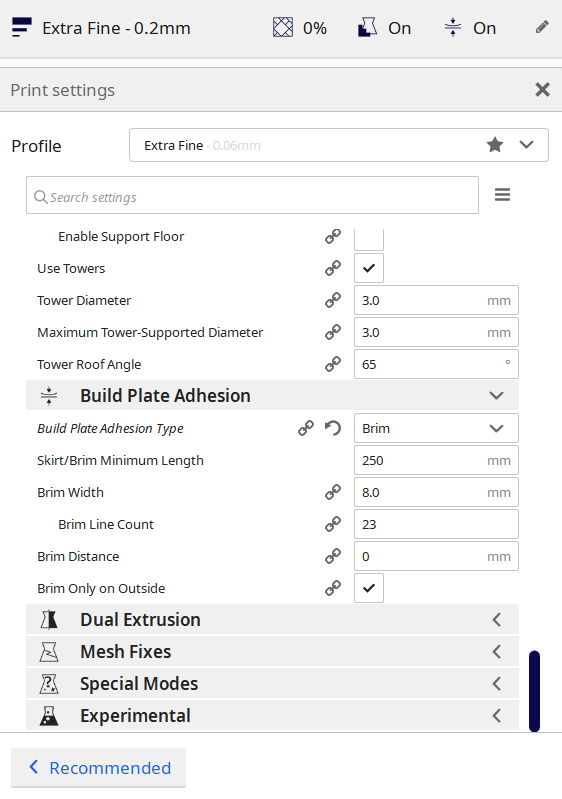 Extra Fine - 0.2mm 0% On On
Print settings
Profile Extra Fine - 0.06mm
Search settings
Enable Support Floor
Use Towers
Tower Diameter 3.0 mm
Maximum Tower-Supported Diameter 3.0 mm
Tower Roof Angle 65 °
Build Plate Adhesion
Build Plate Adhesion Type Brim
Skirt/Brim Minimum Length 250 mm
Brim Width 8.0 mm
Brim Line Count 23
Brim Distance 0 mm
Brim Only on Outside
Dual Extrusion
Mesh Fixes
Special Modes
Experimental
Recommended